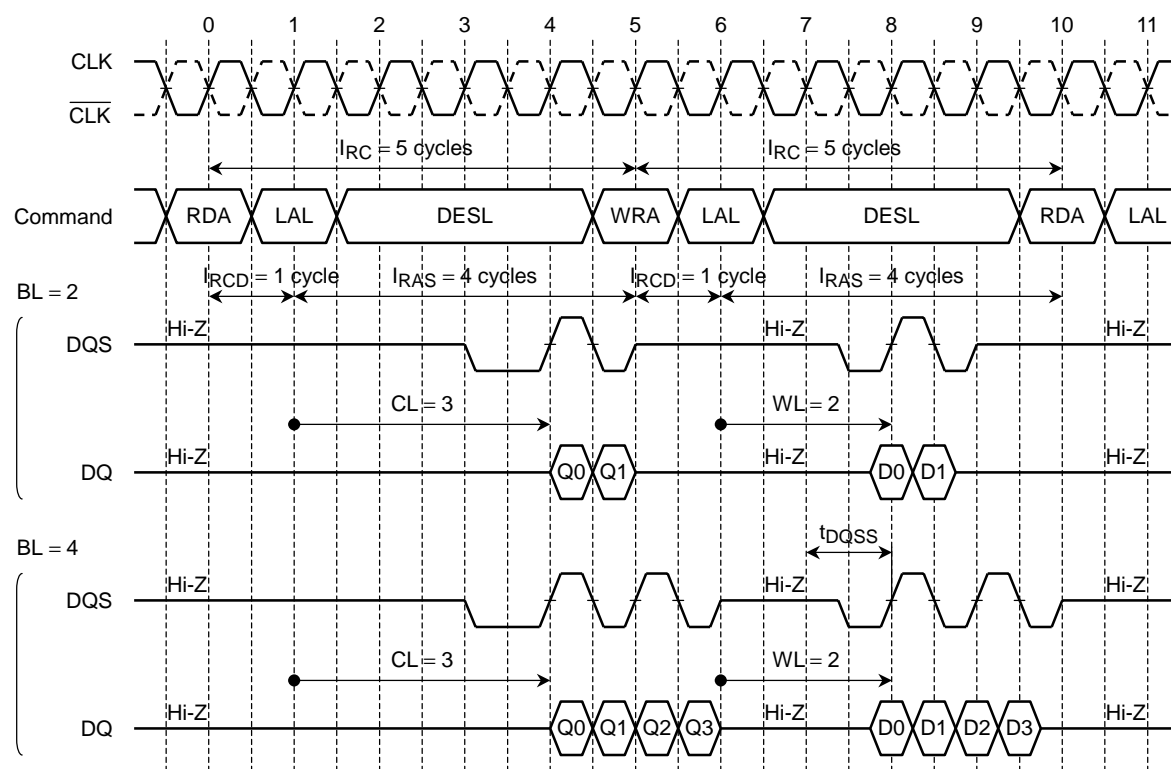 0 1 2 3 4 5 6 7 8 9 10 11
CLK
CLK
IRC = 5 cycles IRC = 5 cycles
Command RDA LAL DESL WRA LAL DESL RDA LAL
IRCD = 1 cycle IRAS = 4 cycles IRCD = 1 cycle IRAS = 4 cycles
BL = 2
Hi-Z Hi-Z Hi-Z
DQS
CL = 3 WL = 2
Hi-Z Hi-Z Hi-Z
DQ Q0 Q1 D0 D1
tDQSS
BL = 4
Hi-Z Hi-Z Hi-Z
DQS
CL = 3 WL = 2
Hi-Z Hi-Z Hi-Z
DQ Q0 Q1 Q2 Q3 D0 D1 D2 D3